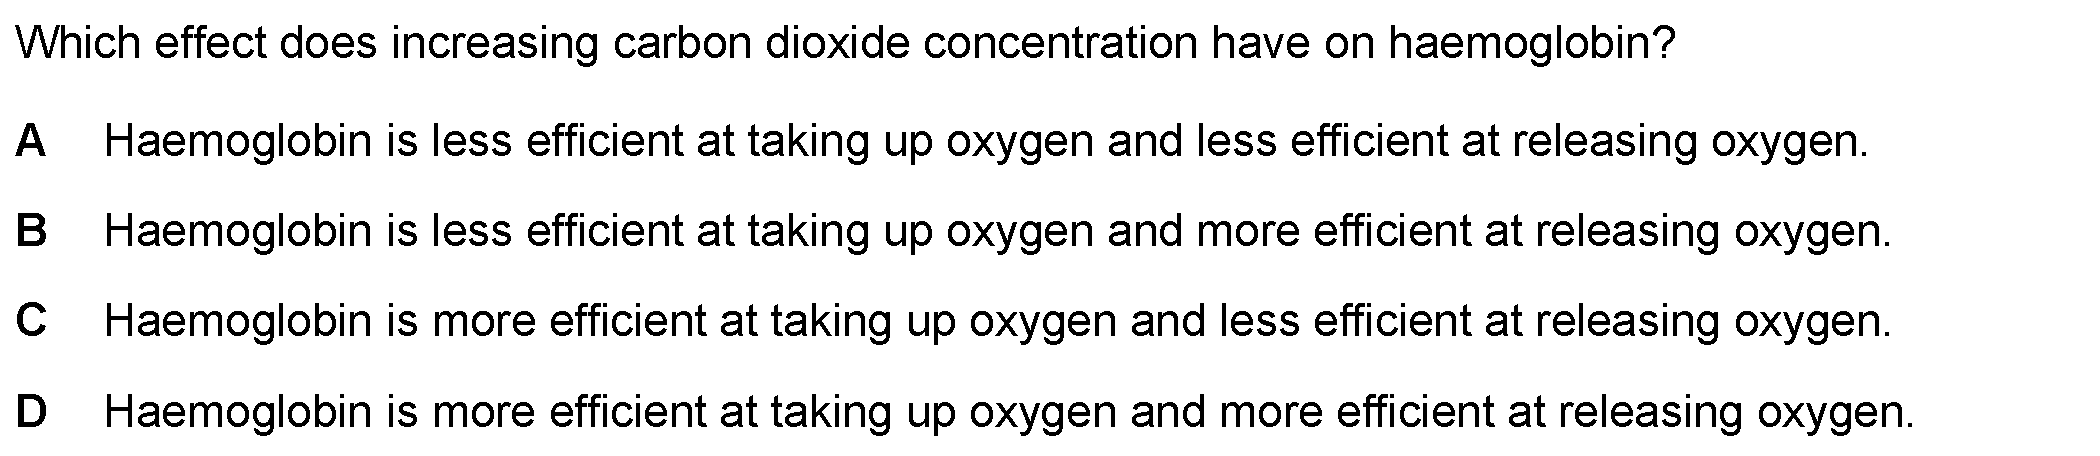 Which effect does increasing carbon dioxide concentration have on haemoglobin?
A Haemoglobin is less efficient at taking up oxygen and less efficient at releasing oxygen.
B Haemoglobin is less efficient at taking up oxygen and more efficient at releasing oxygen.
C Haemoglobin is more efficient at taking up oxygen and less efficient at releasing oxygen.
D Haemoglobin is more efficient at taking up oxygen and more efficient at releasing oxygen.